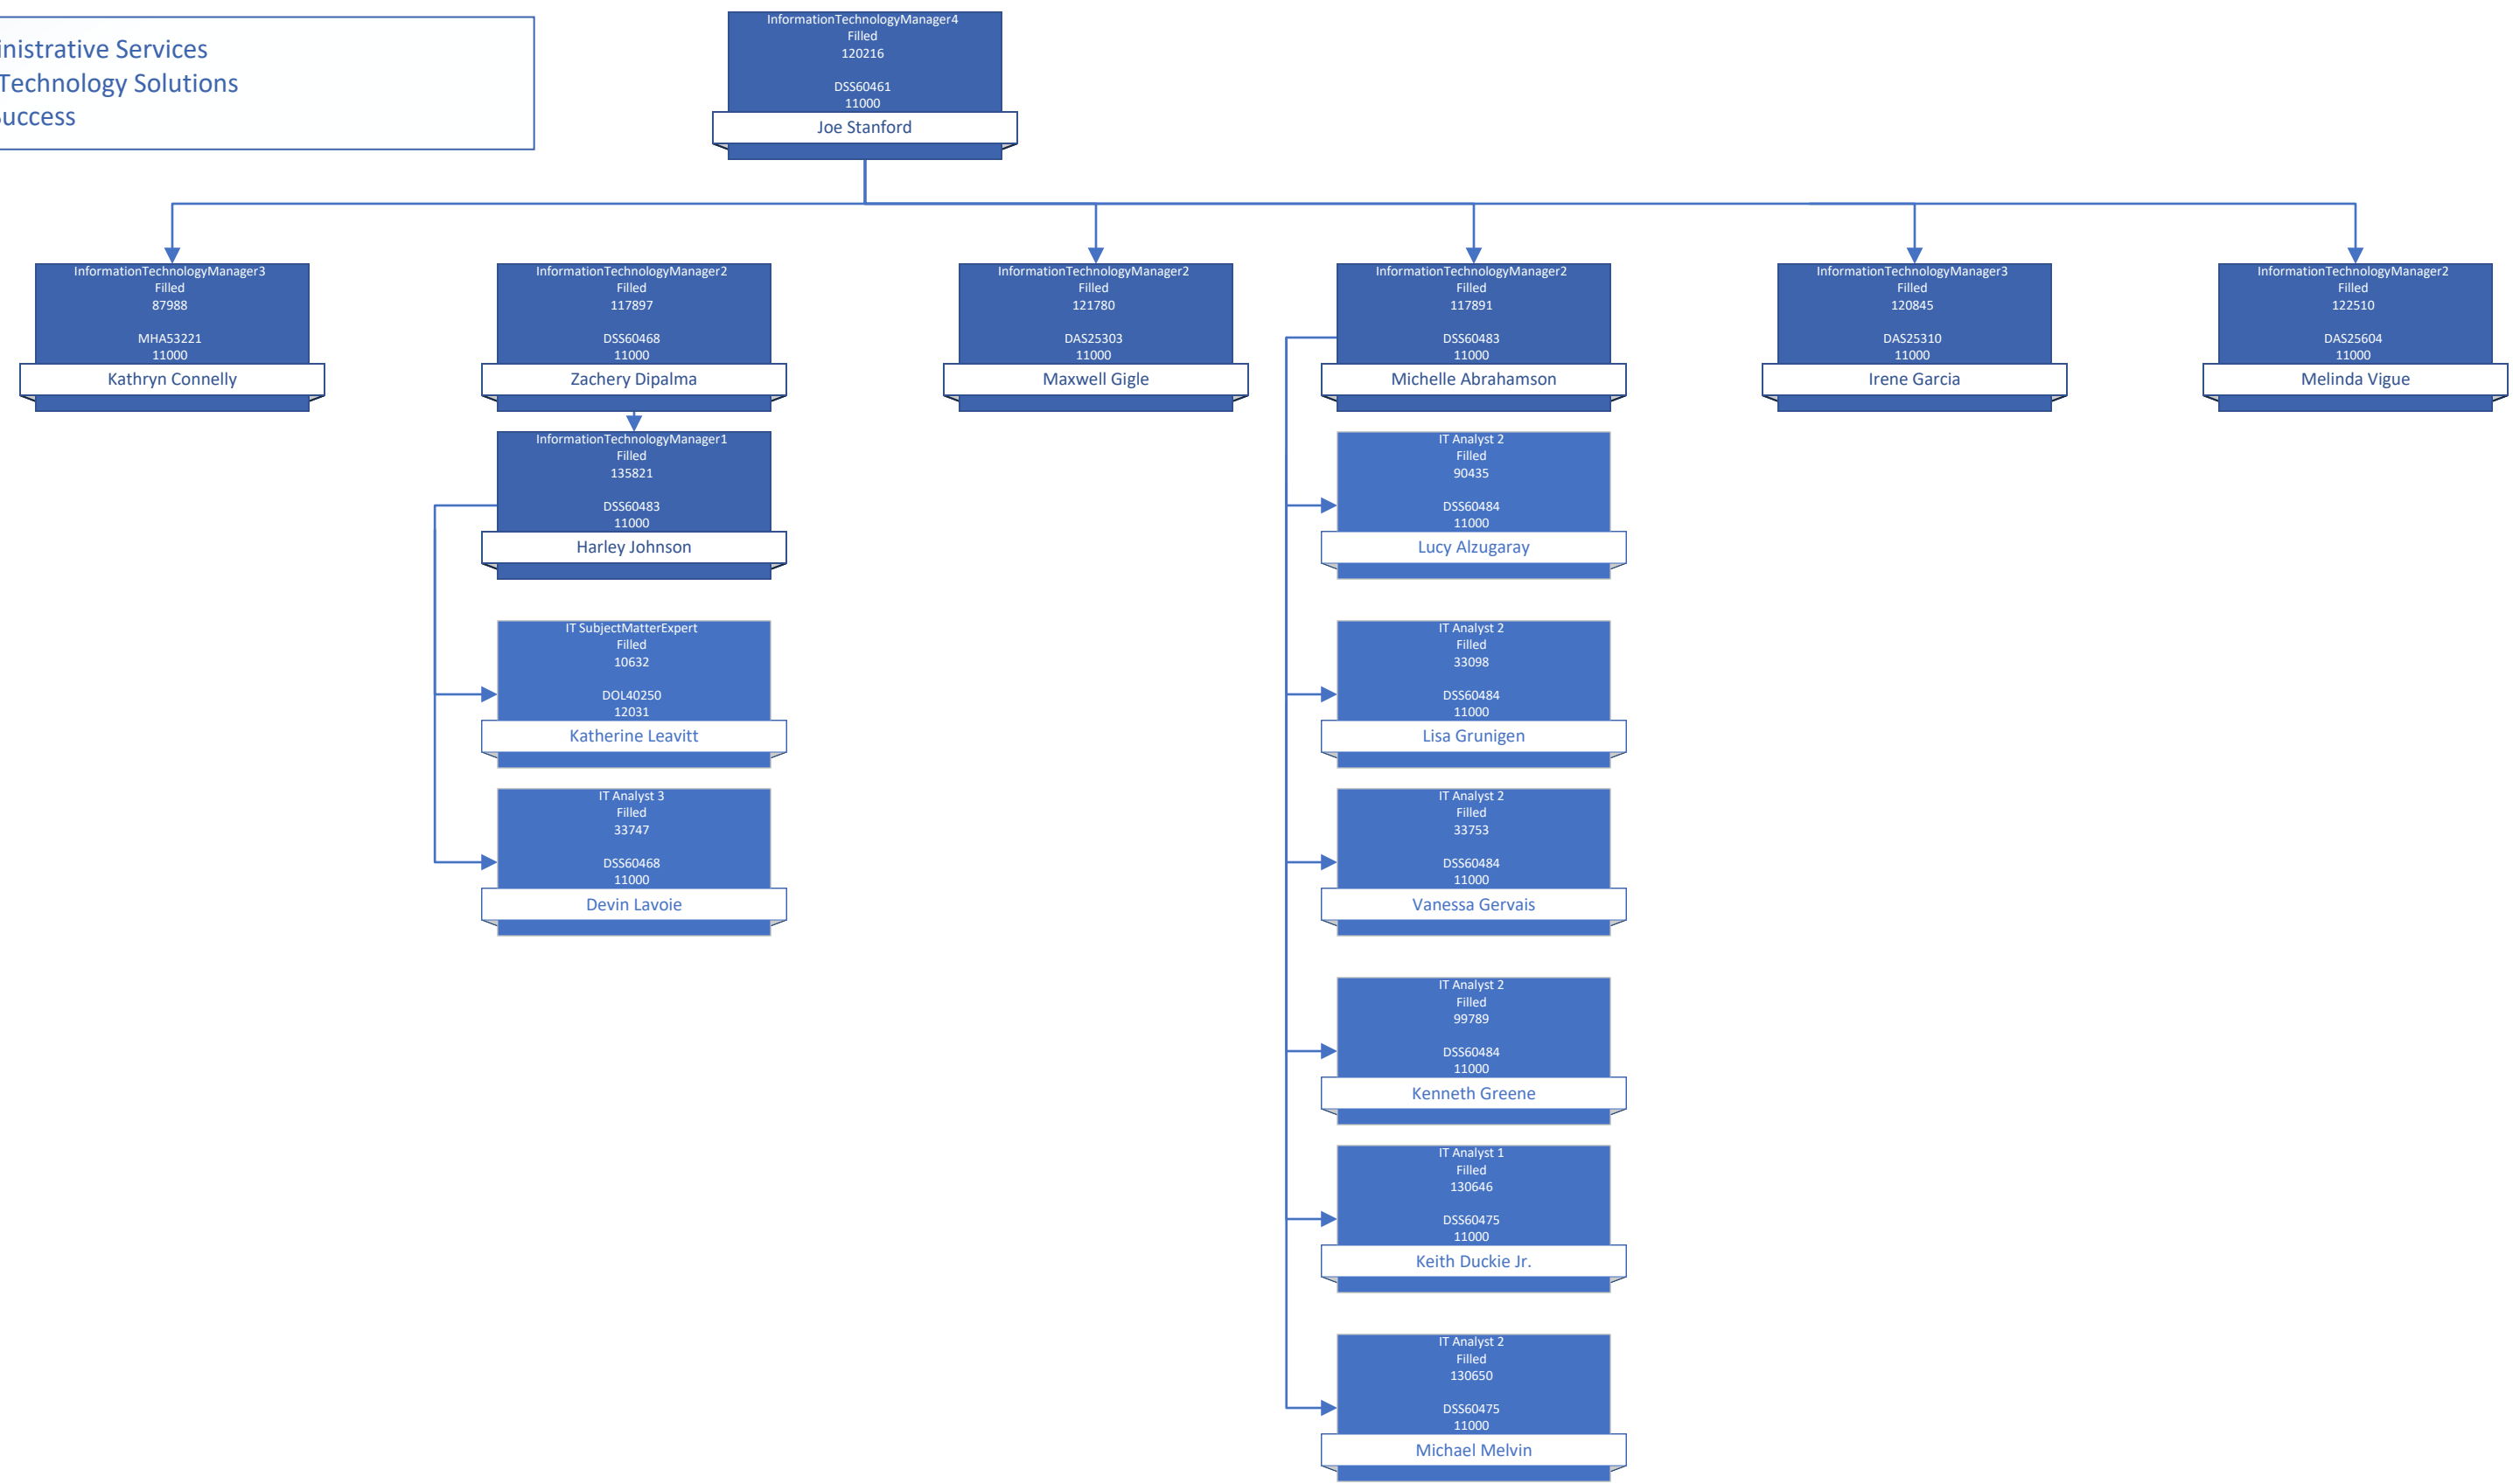 inistrative Services
Technology Solutions
Success
InformationTechnologyManager4
Filled
120216
DSS60461
11000
Joe Stanford
InformationTechnologyManager3
Filled
87988
MHA53221
11000
Kathryn Connelly
InformationTechnologyManager2
Filled
117897
DSS60468
11000
Zachery Dipalma
InformationTechnologyManager2
Filled
121780
DAS25303
11000
Maxwell Gigle
InformationTechnologyManager2
Filled
117891
DSS60483
11000
Michelle Abrahamson
InformationTechnologyManager3
Filled
120845
DAS25310
11000
Irene Garcia
InformationTechnologyManager2
Filled
122510
DAS25604
11000
Melinda Vigue
InformationTechnologyManager1
Filled
135821
DSS60483
11000
Harley Johnson
IT SubjectMatterExpert
Filled
10632
DOL40250
12031
Katherine Leavitt
IT Analyst 3
Filled
33747
DSS60468
11000
Devin Lavoie
IT Analyst 2
Filled
90435
DSS60484
11000
Lucy Alzugaray
IT Analyst 2
Filled
33098
DSS60484
11000
Lisa Grunigen
IT Analyst 2
Filled
33753
DSS60484
11000
Vanessa Gervais
IT Analyst 2
Filled
99789
DSS60484
11000
Kenneth Greene
IT Analyst 1
Filled
130646
DSS60475
11000
Keith Duckie Jr.
IT Analyst 2
Filled
130650
DSS60475
11000
Michael Melvin